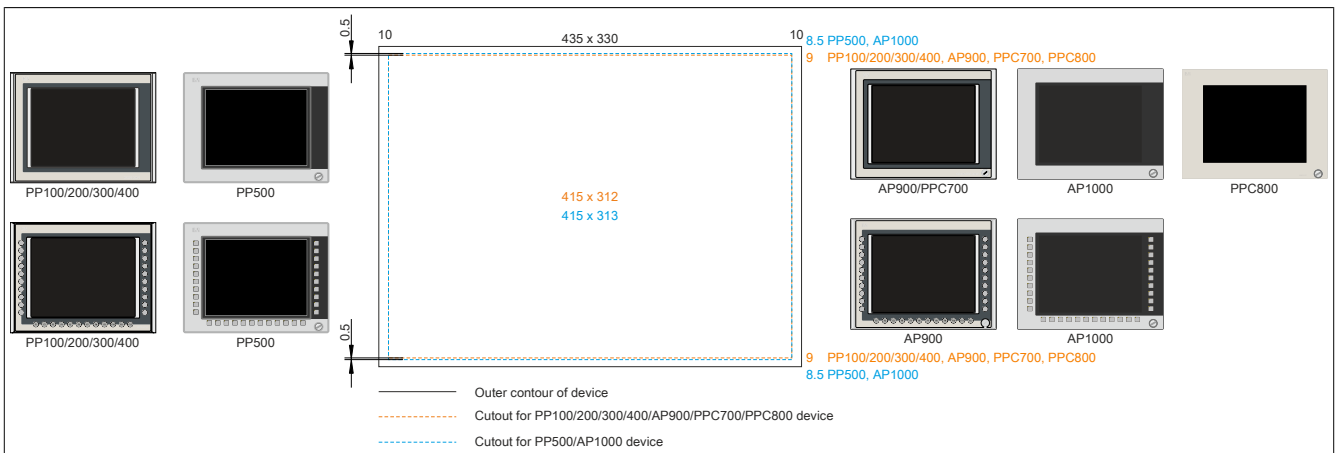 0.5
10
435 x 330
10
8.5 PP500, AP1000
9 PP100/200/300/400, AP900, PPC700, PPC800
PP100/200/300/400
PP500
AP900/PPC700
AP1000
PPC800
415 x 312
415 x 313
PP100/200/300/400
PP500
AP900
AP1000
0.5
9 PP100/200/300/400, AP900, PPC700, PPC800
8.5 PP500, AP1000
Outer contour of device
Cutout for PP100/200/300/400/AP900/PPC700/PPC800 device
Cutout for PP500/AP1000 device